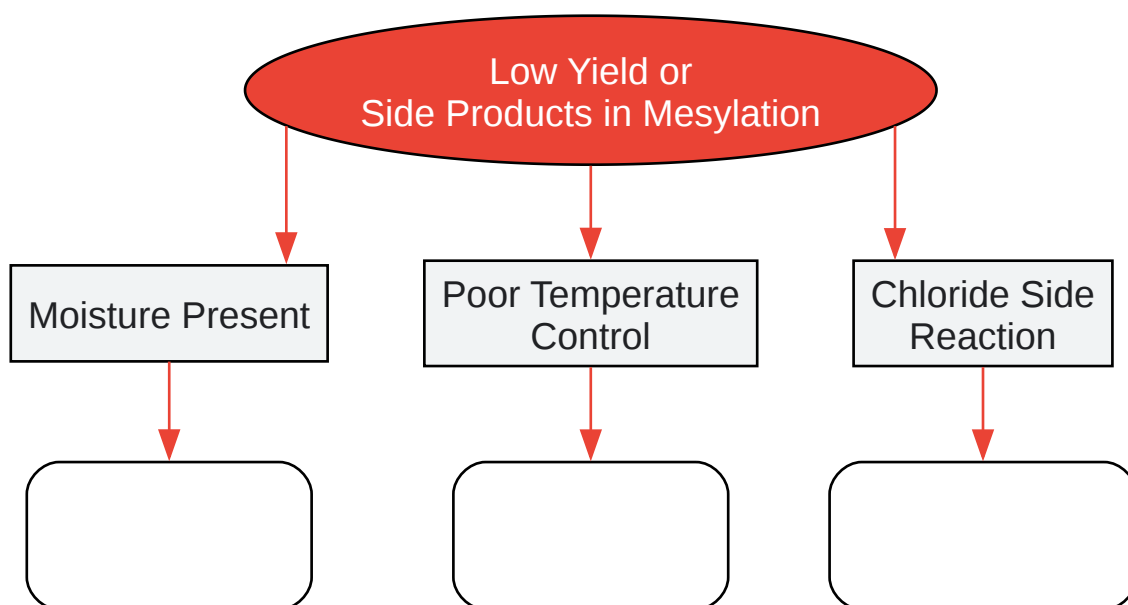 Low Yield or
Side Products in Mesylation
Moisture Present
Poor Temperature
Control
Chloride Side
Reaction